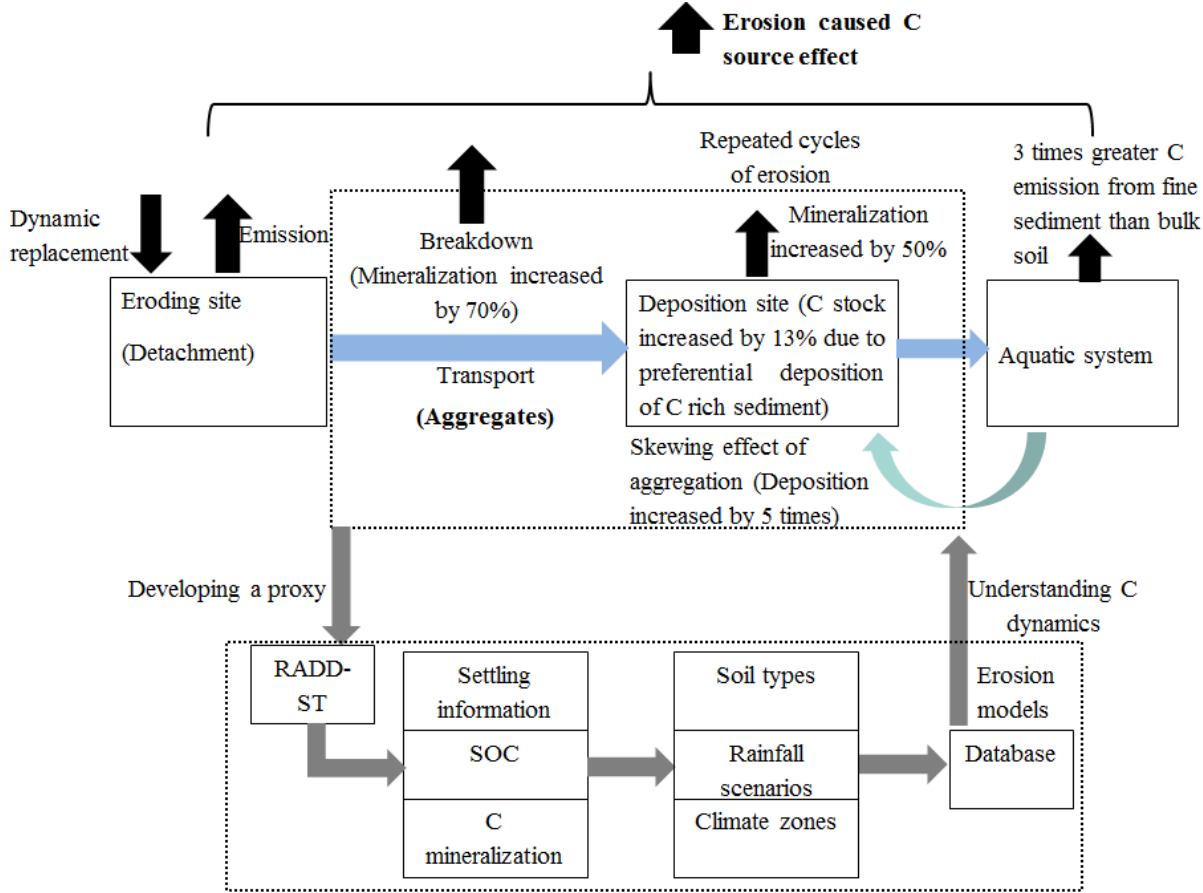 Erosion caused C
source effect
Repeated cycles
of erosion
3 times greater C
emission from fine
sediment than bulk
soil
Dynamic
replacement
Emission
Breakdown
(Mineralization increased
by 70%)
Mineralization
increased by 50%
Eroding site
(Detachment)
Transport
(Aggregates)
Deposition site (C stock
increased by 13% due to
preferential deposition
of C rich sediment)
Aquatic system
Skewing effect of
aggregation (Deposition
increased by 5 times)
Developing a proxy
Understanding C
dynamics
RADD-
ST
Settling
information
SOC
C
mineralization
Soil types
Rainfall
scenarios
Climate zones
Erosion
models
Database